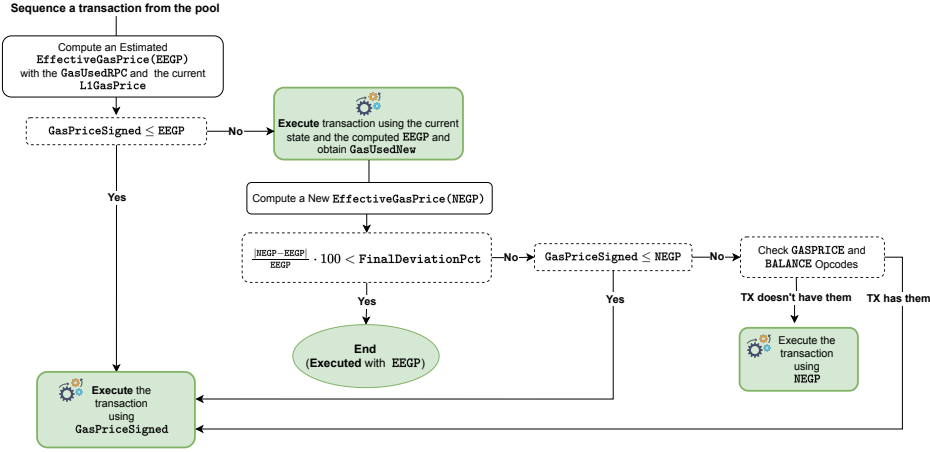 Sequence a transaction from the pool
Compute an Estimated
EffectiveGasPrice(EEGP)
with the GasUsedRPC and the current
L1GasPrice
GasPriceSigned ≤ EEGP
No
Execute transaction using the current
state and the computed EEGP and
obtain GasUsedNew
Yes
Compute a New EffectiveGasPrice(NEGP)
|NEGP−EEGP|
EEGP
· 100 < FinalDeviationPct
No
GasPriceSigned ≤ NEGP
No
Check GASPRICE and
BALANCE Opcodes
Yes
Yes
TX doesn't have them
TX has them
End
(Executed with EEGP)
Execute the
transaction
using
NEGP
Execute the
transaction
using
GasPriceSigned